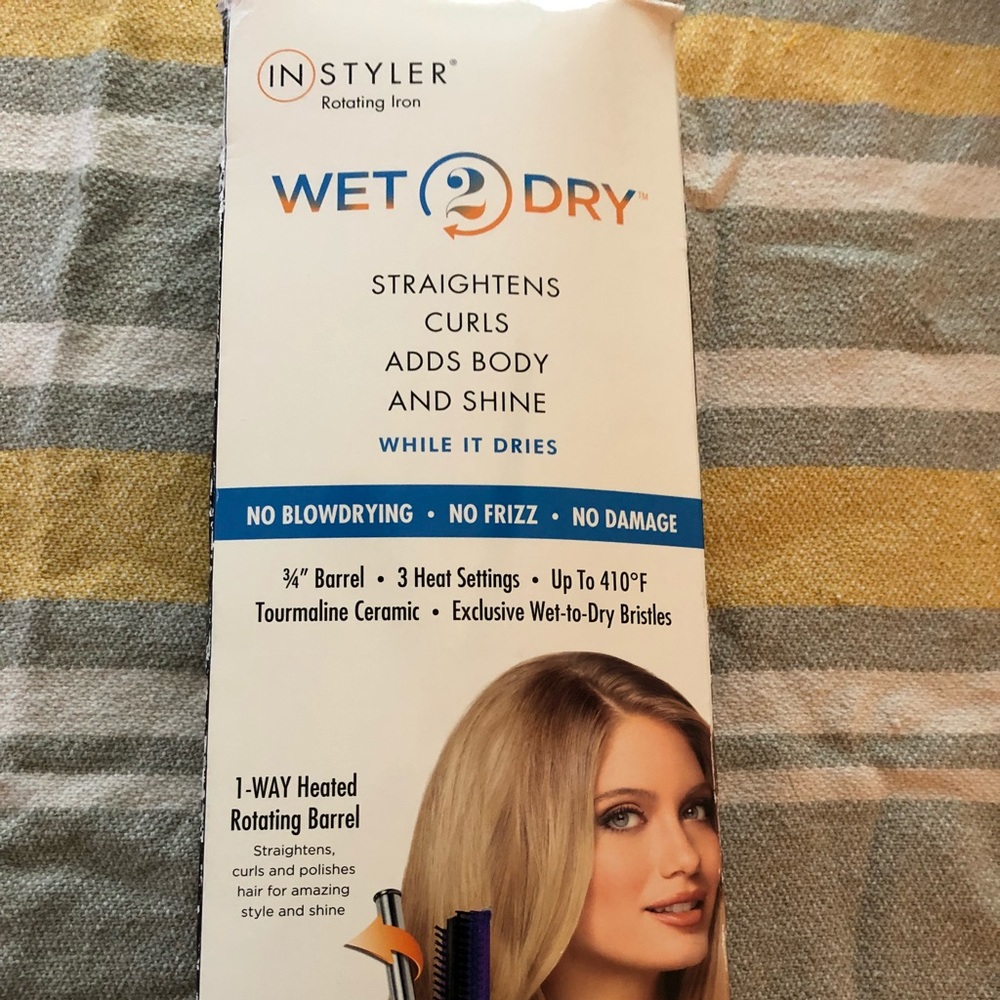 INSTYLER®
Rotating Iron
WET 2 DRY™
STRAIGHTENS
CURLS
ADDS BODY
AND SHINE
WHILE IT DRIES
NO BLOWDRYING • NO FRIZZ • NO DAMAGE
¾" Barrel • 3 Heat Settings • Up To 410°F
Tourmaline Ceramic • Exclusive Wet-to-Dry Bristles
1-WAY Heated
Rotating Barrel
Straightens,
curls and polishes
hair for amazing
style and shine